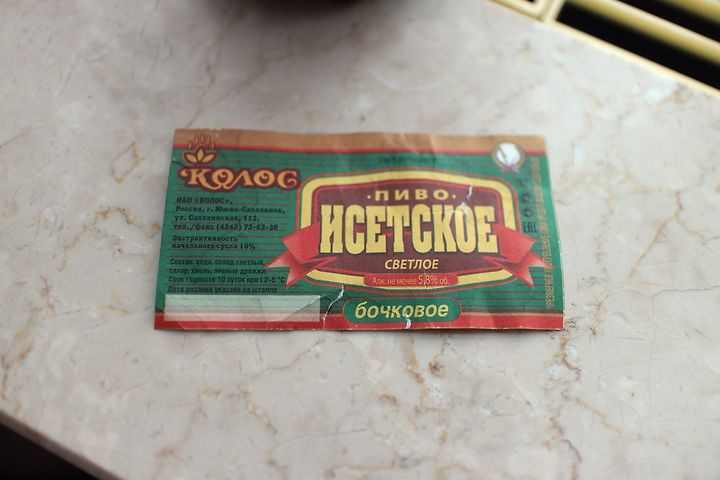 КОЛОС
ОАО «КОЛОС»,
Россия, г. Южно-Сахалинск,
ул. Сахалинская, 113,
тел./факс (4242) 72-63-38
Экстрактивность
начального сусла 16%
Состав: вода, солод светлый,
сахар, хмель, пивные дрожжи.
Срок годности 10 суток при t 2-5 °C
Дата розлива указана на штампе
·ПИВО·
ИСЕТСКОЕ
СВЕТЛОЕ
Алк. не менее 5,8% об.
бочковое